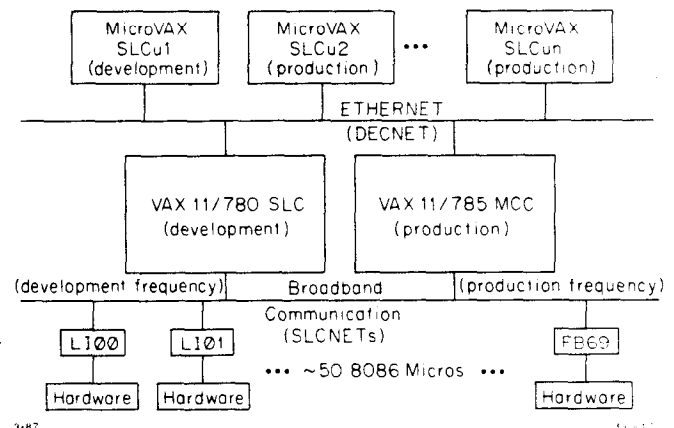 MicroVAX
SLCu1
(development)
MicroVAX
SLCu2
(production)
•••
MicroVAX
SLCun
(production)
ETHERNET
(DECNET)
VAX 11/780 SLC
(development)
VAX 11/785 MCC
(production)
(development frequency)
Broadband
(production frequency)
Communication
(SLCNETs)
LI00
LI01
FB69
••• ~50 8086 Micros •••
Hardware
Hardware
Hardware